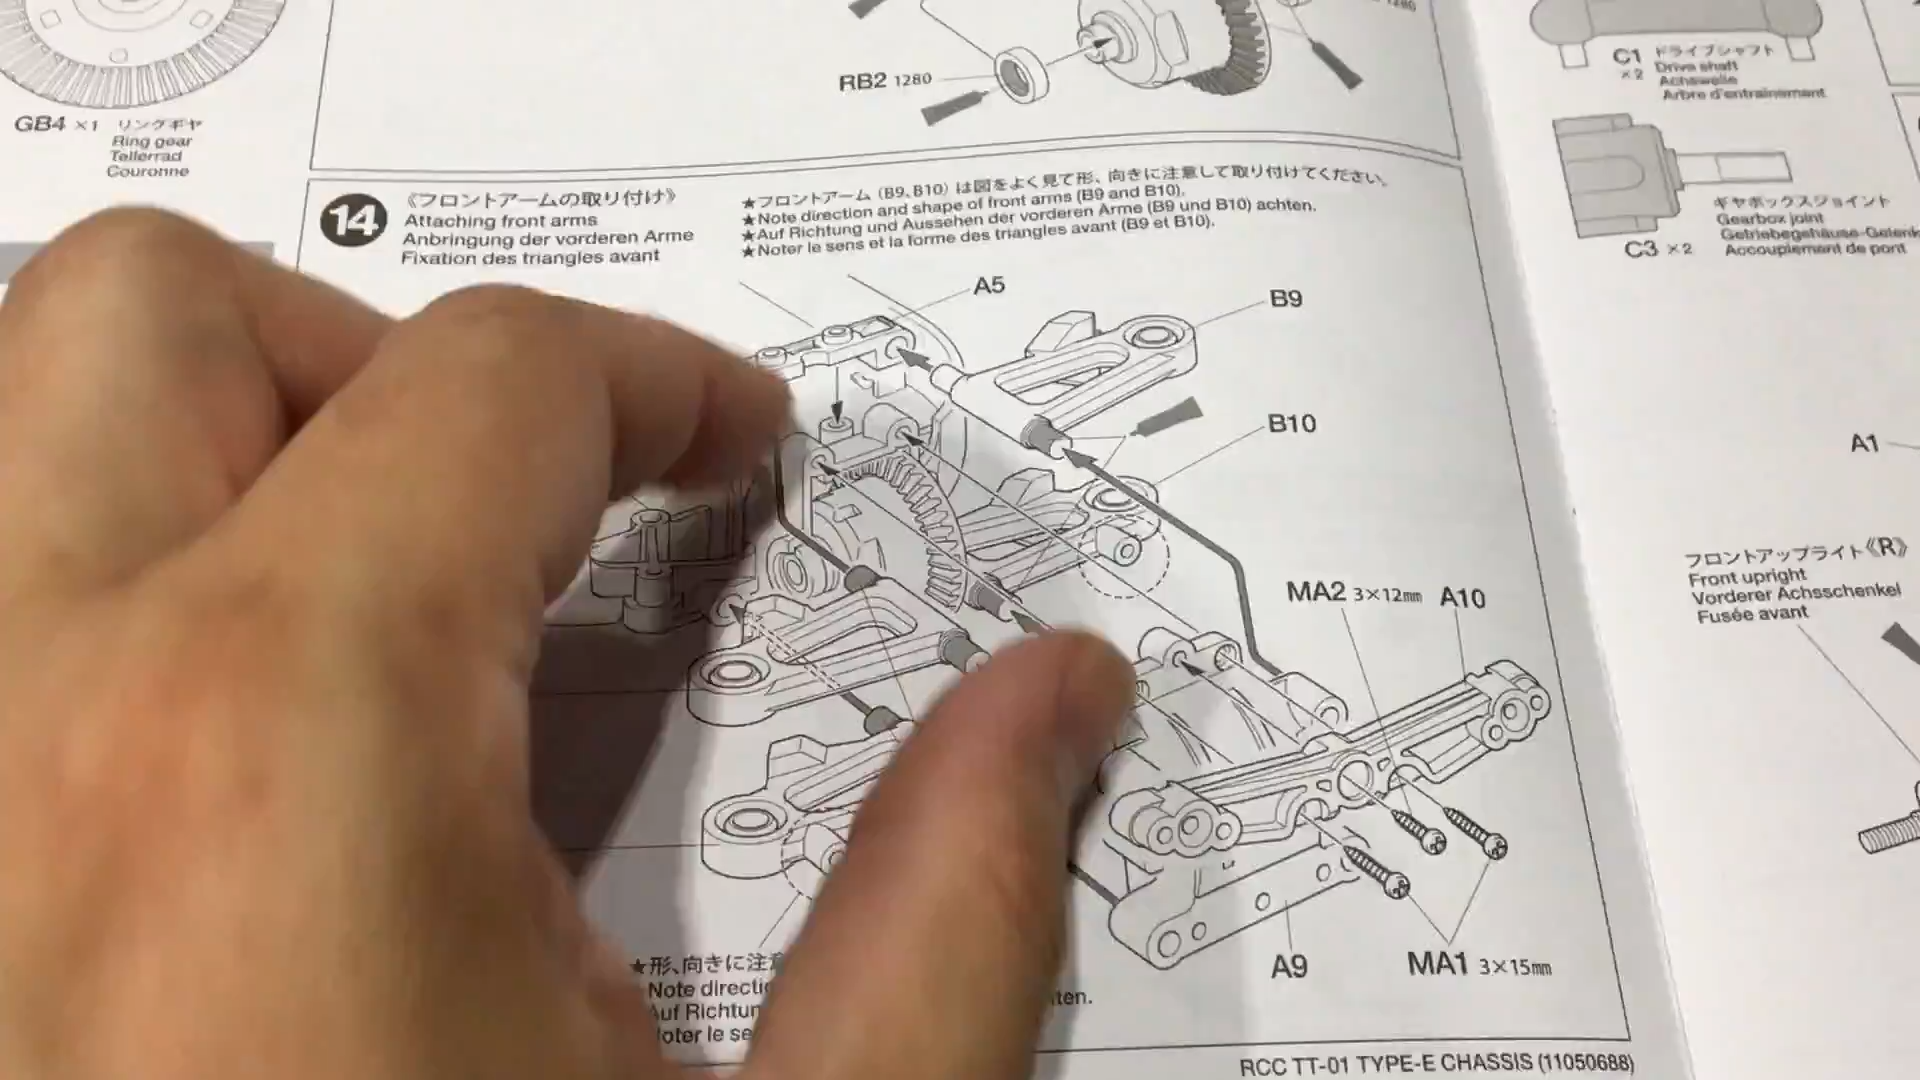 1280
RB2 1280
GB4 ×1 リングギヤ
Ring gear
Tellerrad
Couronne
14
《フロントアームの取り付け》
Attaching front arms
Anbringung der vorderen Arme
Fixation des triangles avant
★フロントアーム (B9, B10) は図をよく見て形、向きに注意して取り付けてください。
★Note direction and shape of front arms (B9 and B10).
★Auf Richtung und Aussehen der vorderen Arme (B9 und B10) achten.
★Noter le sens et la forme des triangles avant (B9 et B10).
A5
B9
B10
MA2 3×12㎜
A10
A9
MA1 3×15㎜
★形、向きに注
Note
Auf
le
RCC TT-01 TYPE-E CHASSIS (11050688)
C1 ×2
ドライブシャフト
Drive shaft
Achswelle
Arbre d'entraînement
C3 ×2
ギヤボックスジョイント
Gearbox joint
Getriebegehäuse-Gelenk
Accouplement de pont
A1
フロントアップライト《R》
Front upright
Vorderer Achsschenkel
Fusée avant